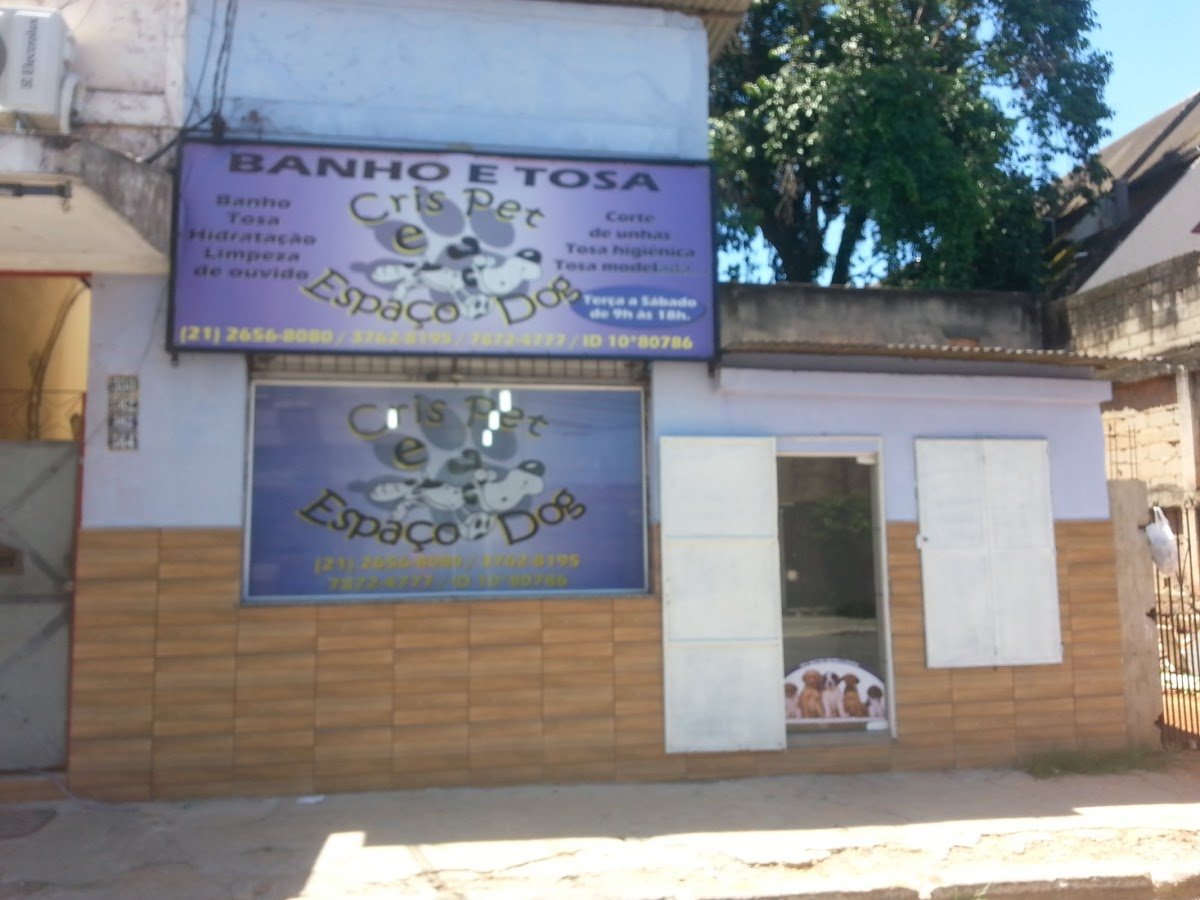 S. Decoolux
BANHO E TOSA
Banho
Tosa
Hidratação
Limpeza
de ouvido
Cris Pet
e
Espaço Dog
Corte
de unhas
Tosa higiênica
Tosa modelada
Terça a Sábado
de 9h às 18h.
(21) 2656-8080 / 3762-8195 / 7872-4777 / ID 10*80786
Cris Pet
e
Espaço Dog
(21) 2656-8080 / 3762-8195
7872-4777 / ID 10*80786